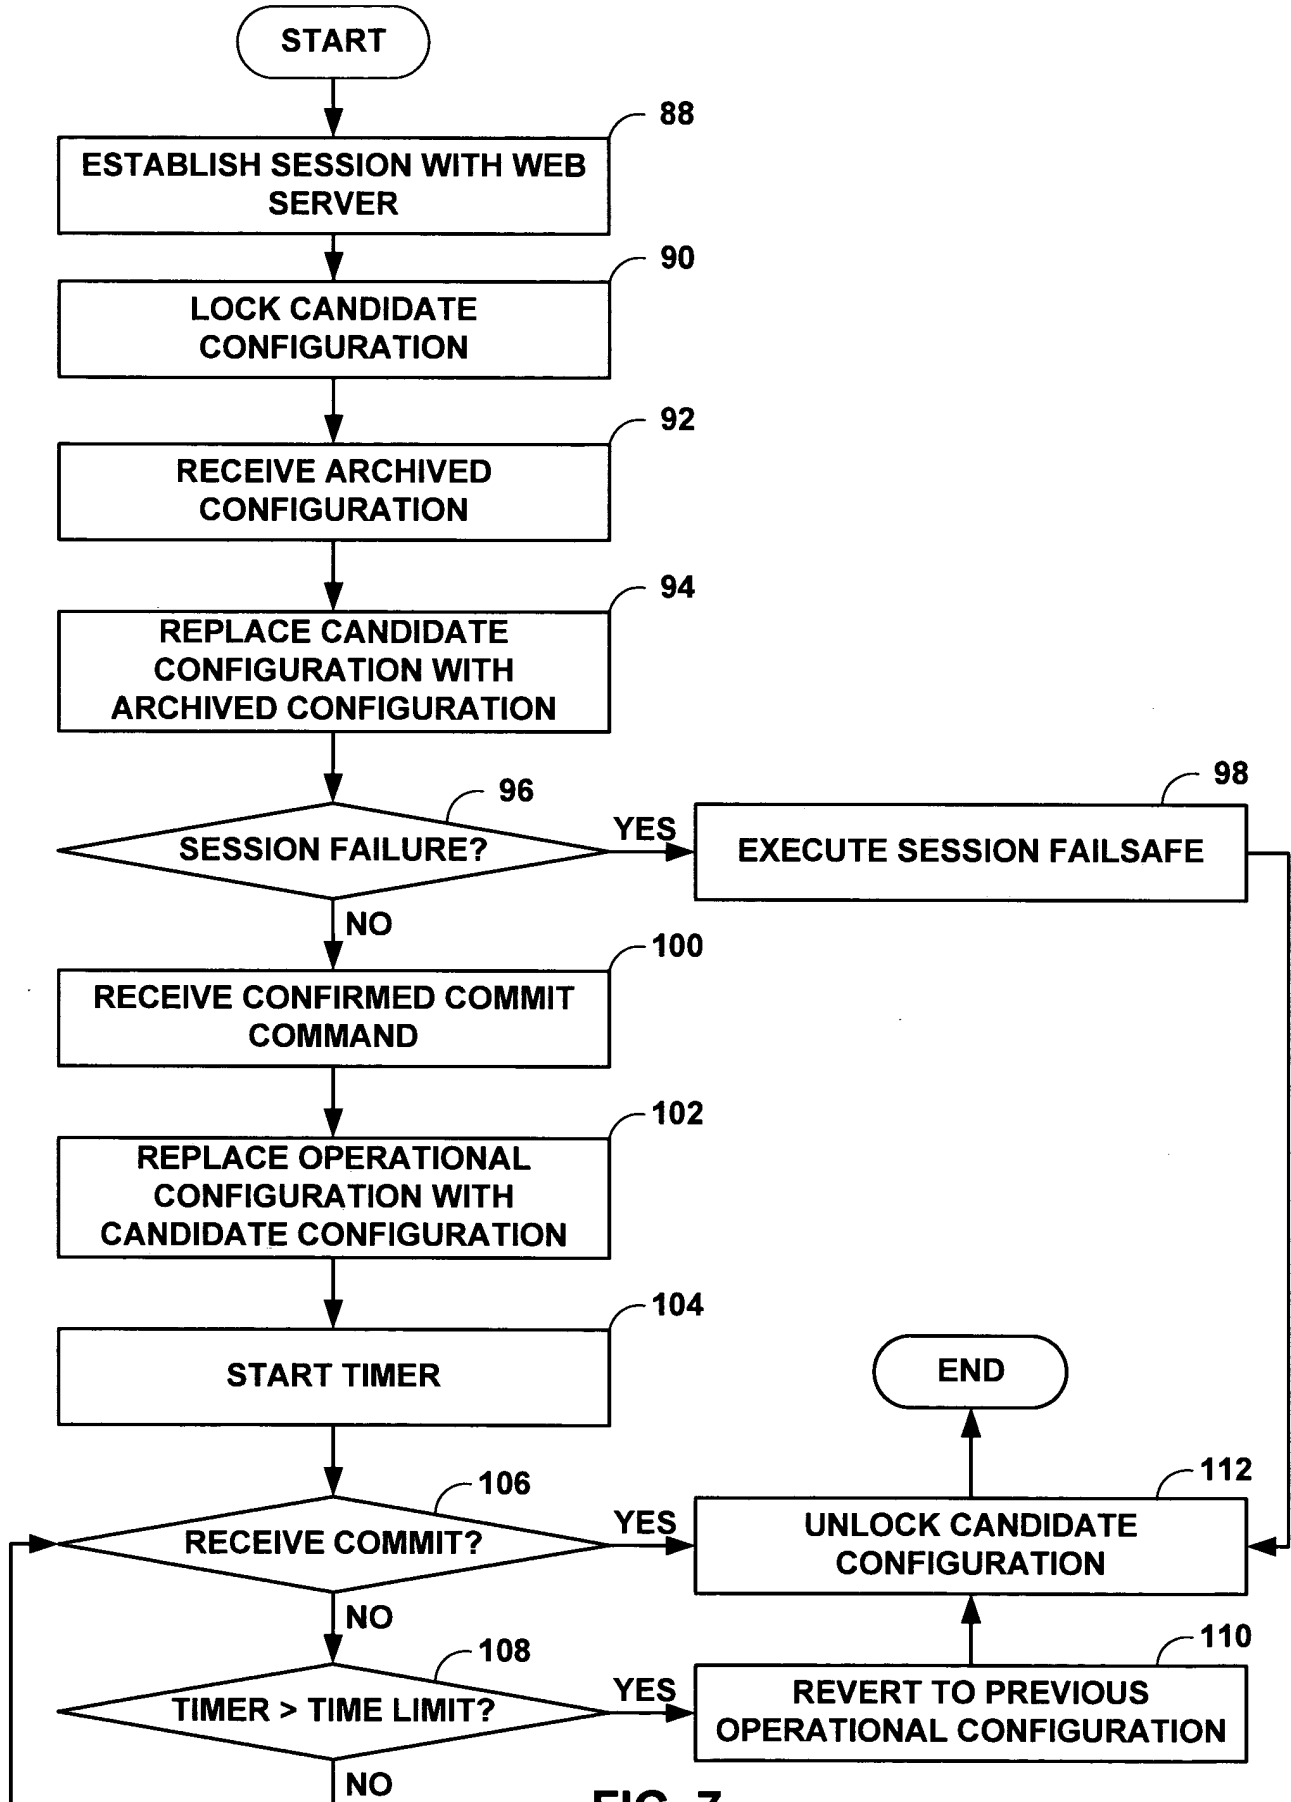 START
88
ESTABLISH SESSION WITH WEB
SERVER
90
LOCK CANDIDATE
CONFIGURATION
92
RECEIVE ARCHIVED
CONFIGURATION
94
REPLACE CANDIDATE
CONFIGURATION WITH
ARCHIVED CONFIGURATION
96
SESSION FAILURE?
YES
98
EXECUTE SESSION FAILSAFE
NO
100
RECEIVE CONFIRMED COMMIT
COMMAND
102
REPLACE OPERATIONAL
CONFIGURATION WITH
CANDIDATE CONFIGURATION
104
START TIMER
END
106
RECEIVE COMMIT?
YES
112
UNLOCK CANDIDATE
CONFIGURATION
NO
108
TIMER > TIME LIMIT?
YES
110
REVERT TO PREVIOUS
OPERATIONAL CONFIGURATION
NO
FIG. 7